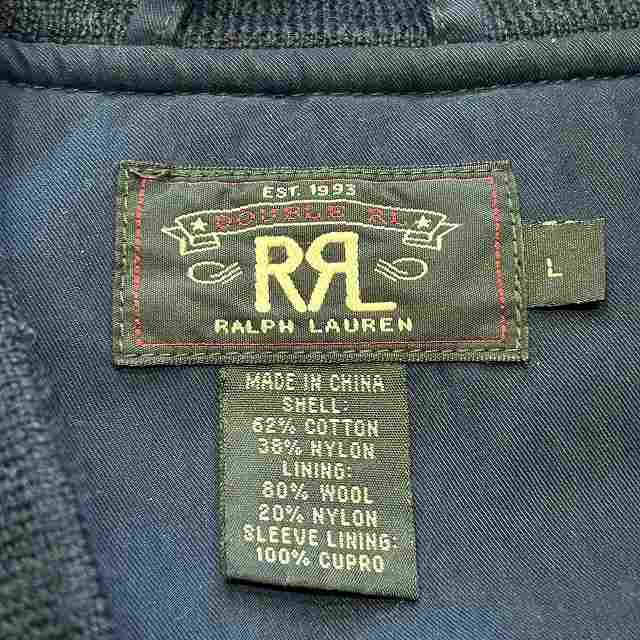 EST. 1993
DOUBLE RL
RRL
RALPH LAUREN
L
MADE IN CHINA
SHELL:
62% COTTON
38% NYLON
LINING:
80% WOOL
20% NYLON
SLEEVE LINING:
100% CUPRO